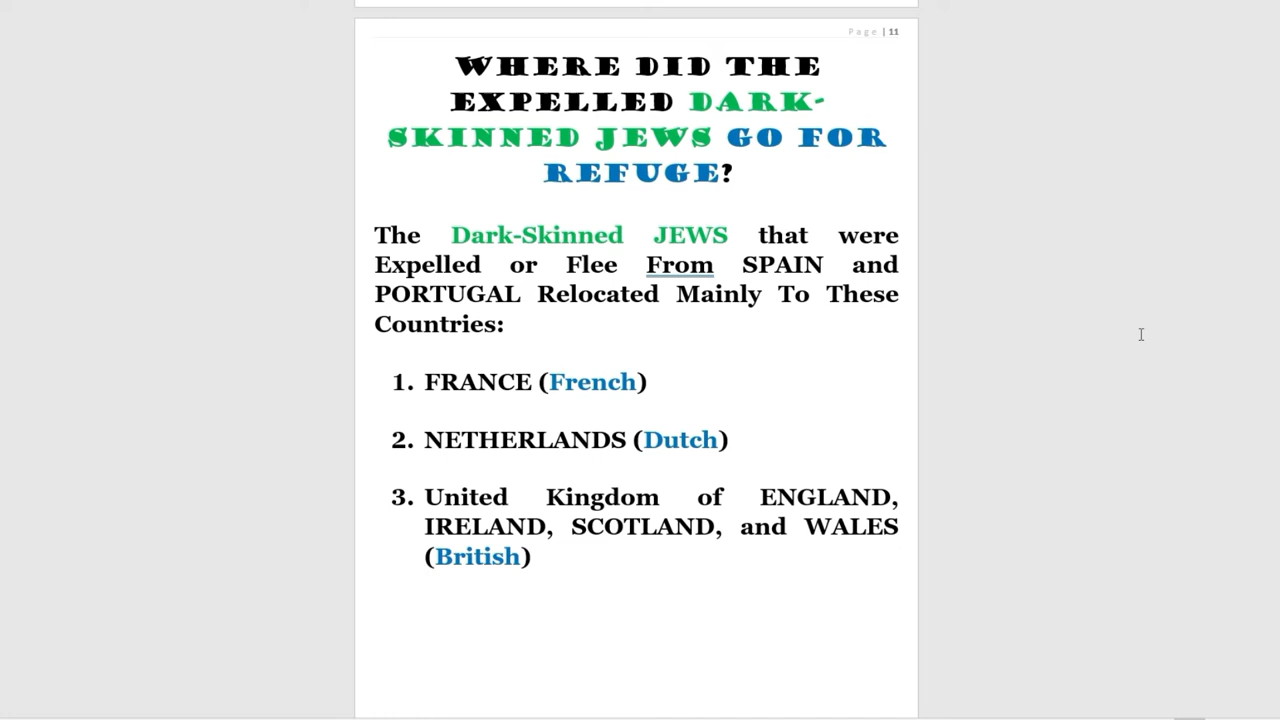 Page | 11
WHERE DID THE
EXPELLED DARK-
SKINNED JEWS GO FOR
REFUGE?
The Dark-Skinned JEWS that were
Expelled or Flee From SPAIN and
PORTUGAL Relocated Mainly To These
Countries:
1. FRANCE (French)
2. NETHERLANDS (Dutch)
3. United Kingdom of ENGLAND,
IRELAND, SCOTLAND, and WALES
(British)